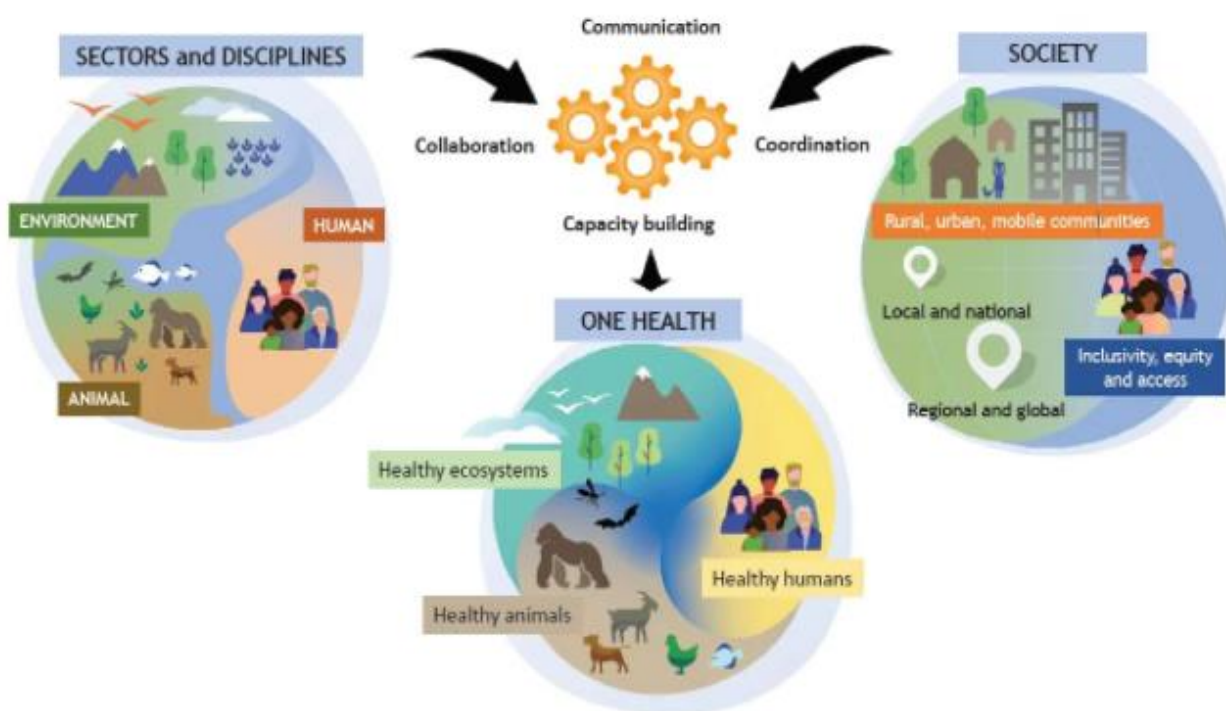 SECTORS and DISCIPLINES
ENVIRONMENT
HUMAN
ANIMAL
Communication
Collaboration
Coordination
Capacity building
SOCIETY
Rural, urban, mobile communities
Local and national
Inclusivity, equity
and access
Regional and global
ONE HEALTH
Healthy ecosystems
Healthy humans
Healthy animals